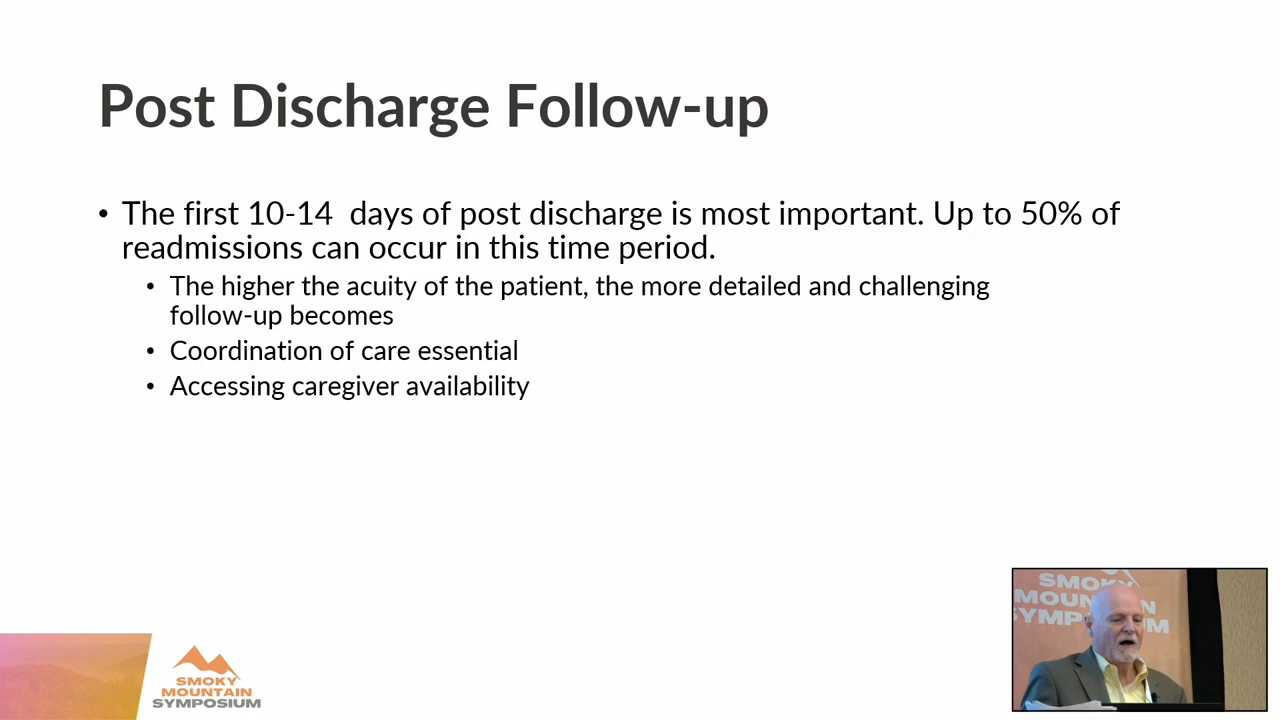 Post Discharge Follow-up
• The first 10-14  days of post discharge is most important. Up to 50% of
readmissions can occur in this time period.
• The higher the acuity of the patient, the more detailed and challenging
follow-up becomes
• Coordination of care essential
• Accessing caregiver availability
SMOKY
MOUNTAIN
SYMPOSIUM
SMOKY